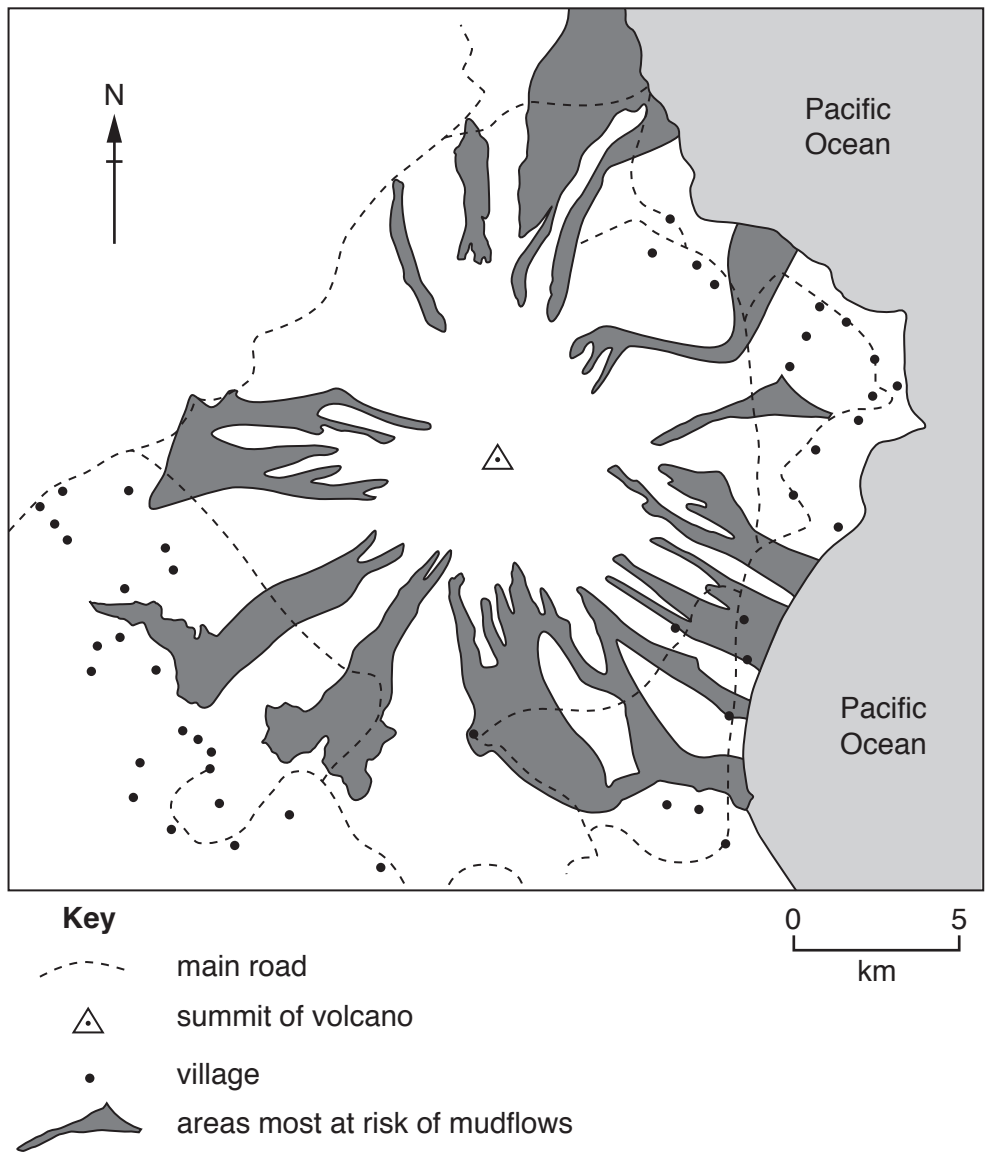 N
Pacific
Ocean
Pacific
Ocean
Key
0 5
km
main road
summit of volcano
village
areas most at risk of mudflows